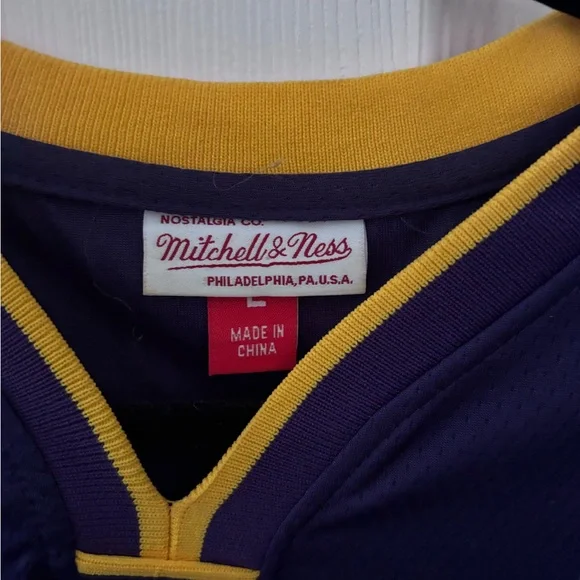 NOSTALGIA CO.
Mitchell & Ness
PHILADELPHIA, PA. U.S.A.
MADE IN
CHINA